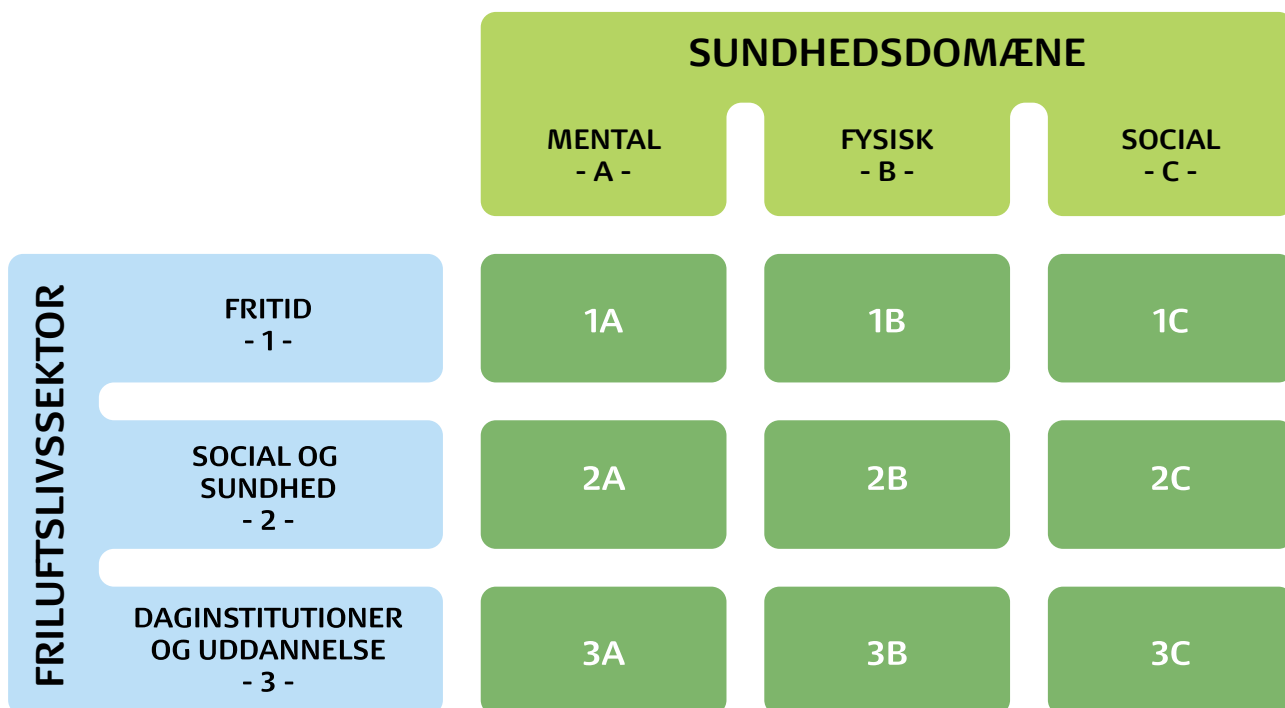 SUNDHEDSDOMÆNE
MENTAL
- A -
FYSISK
- B -
SOCIAL
- C -
FRILUFTSLIVSSEKTOR
FRITID
- 1 -
1A
1B
1C
SOCIAL OG
SUNDHED
- 2 -
2A
2B
2C
DAGINSTITUTIONER
OG UDDANNELSE
- 3 -
3A
3B
3C